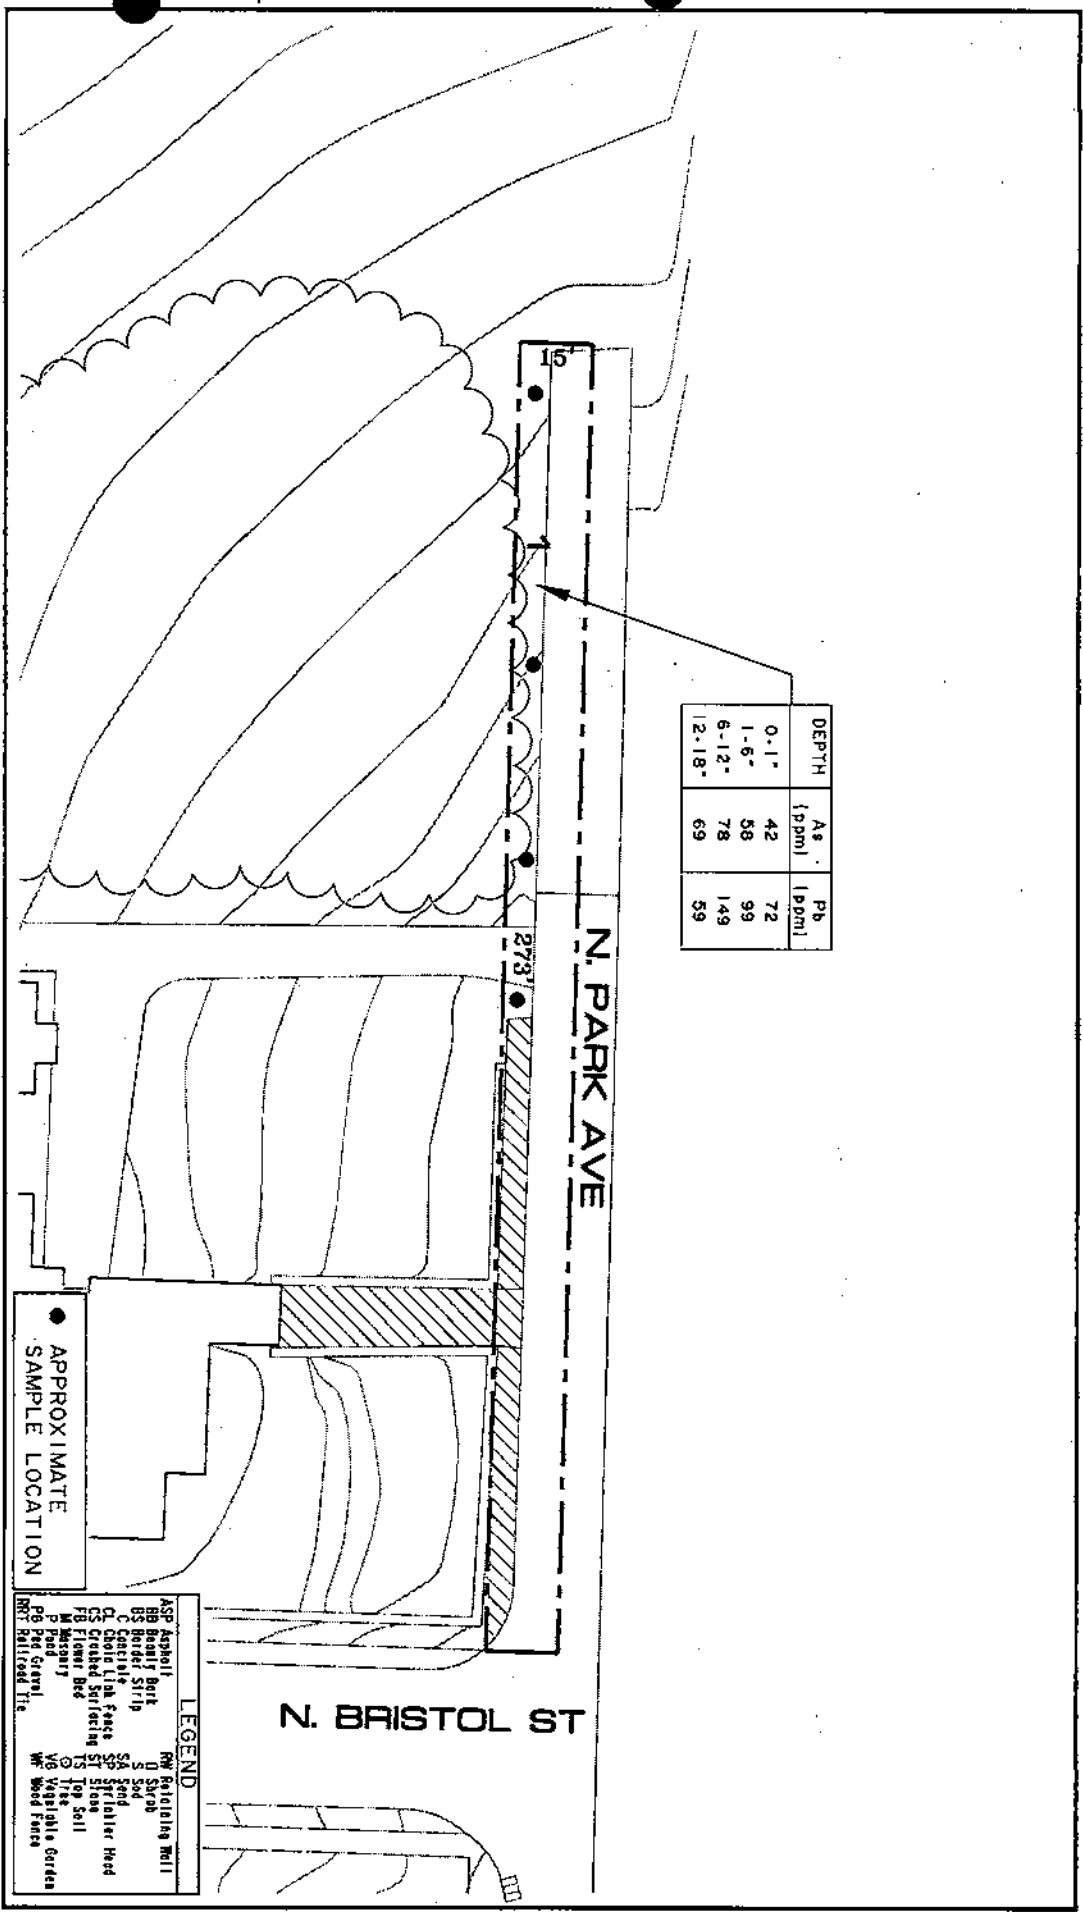 15'
1
DEPTH As (ppm) Pb (ppm)
0-1" 42 72
1-6" 58 99
6-12" 78 149
12-18" 69 59
273'
N. PARK AVE
N. BRISTOL ST
APPROXIMATE
SAMPLE LOCATION
LEGEND
ASP Asphalt RW Retaining Wall
BB Beauty Bark Shrub
BS Border Strip S Sod
C Concrete SA Sand
CL Chain Link Fence SP Sprinkler Head
CS Crushed Surfacing ST Stone
FB Flower Bed TS Top Soil
M Masonry Tree
P Pond VG Vegetable Garden
PG Pea Gravel WF Wood Fence
RRT Railroad Tie